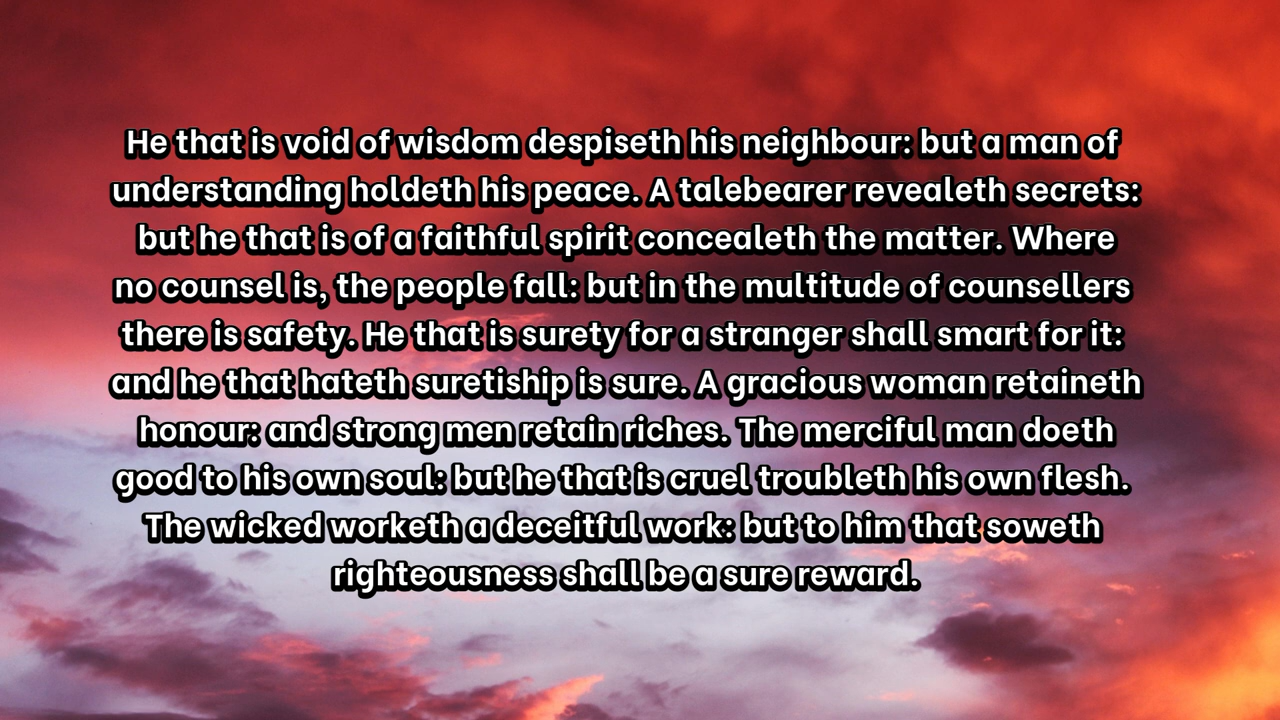 He that is void of wisdom despiseth his neighbour: but a man of
understanding holdeth his peace. A talebearer revealeth secrets:
but he that is of a faithful spirit concealeth the matter. Where
no counsel is, the people fall: but in the multitude of counsellers
there is safety. He that is surety for a stranger shall smart for it:
and he that hateth suretiship is sure. A gracious woman retaineth
honour: and strong men retain riches. The merciful man doeth
good to his own soul: but he that is cruel troubleth his own flesh.
The wicked worketh a deceitful work: but to him that soweth
righteousness shall be a sure reward.